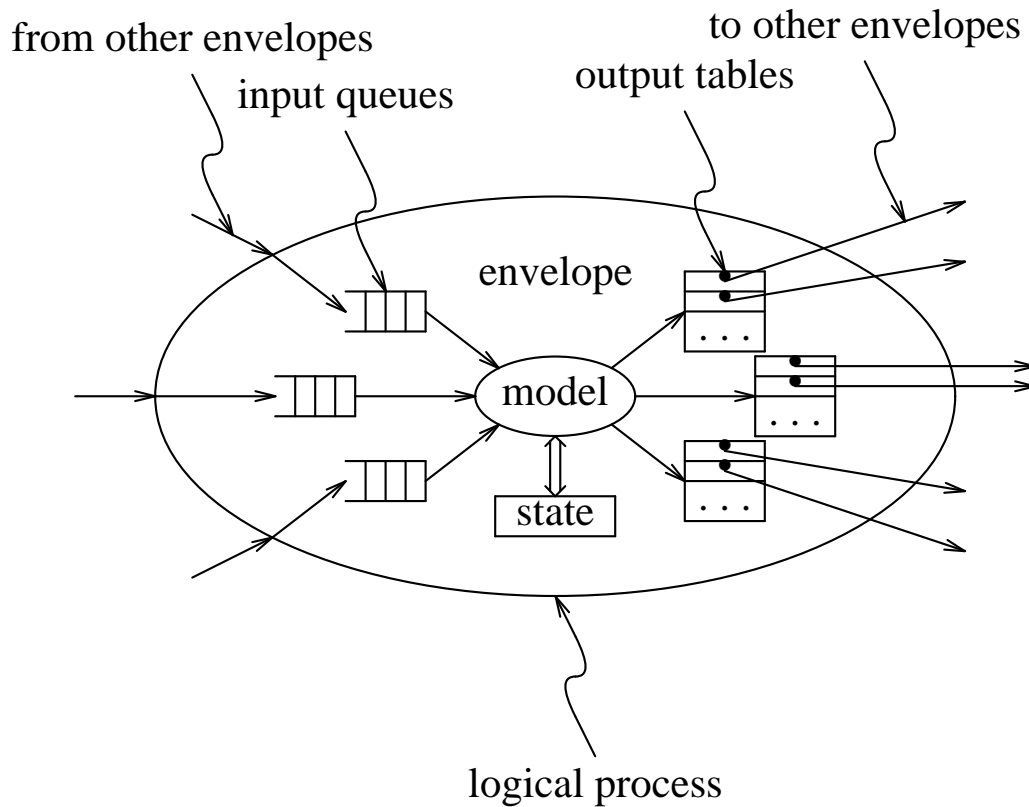 to other envelopes
from other envelopes
output tables
input queues
envelope
. . .
model
. . .
state
. . .
logical process